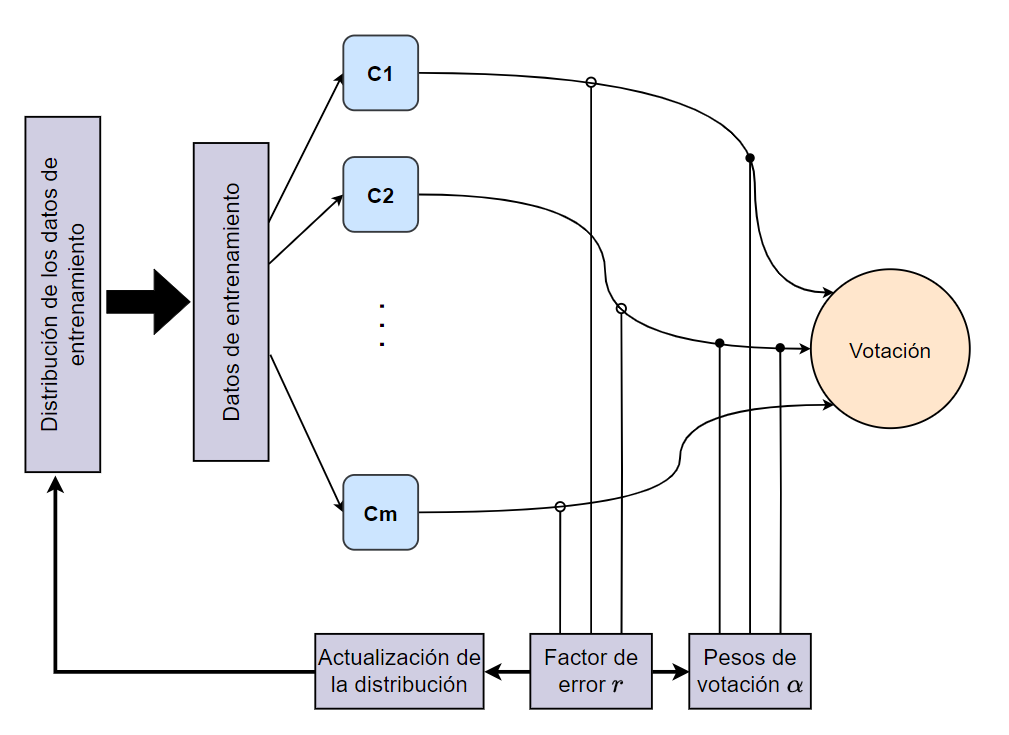 Distribución de los datos de
entrenamiento
Datos de entrenamiento
C1
C2
. . .
Cm
Votación
Actualización de
la distribución
Factor de
error r
Pesos de
votación α